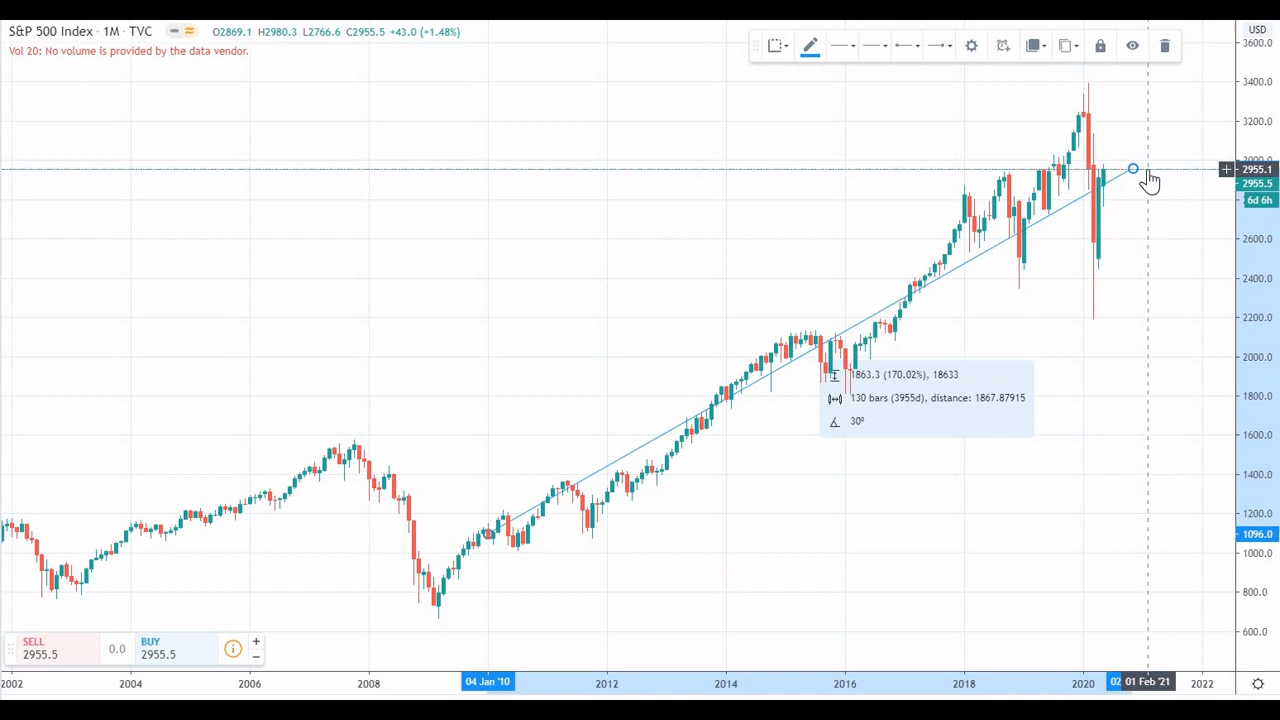 S&P 500 Index · 1M · TVC O2869.1 H2980.3 L2766.6 C2955.5 +43.0 (+1.48%)
Vol 20: No volume is provided by the data vendor.
USD
3600.0
3400.0
3200.0
2955.1
2955.5
6d 6h
2600.0
2400.0
2200.0
2000.0
1800.0
1600.0
1400.0
1200.0
1096.0
1000.0
800.0
600.0
1863.3 (170.02%), 18633
130 bars (3955d), distance: 1867.87915
30º
SELL
2955.5
0.0
BUY
2955.5
2002 2004 2006 2008 04 Jan '10 2012 2014 2016 2018 2020 02 01 Feb '21 2022